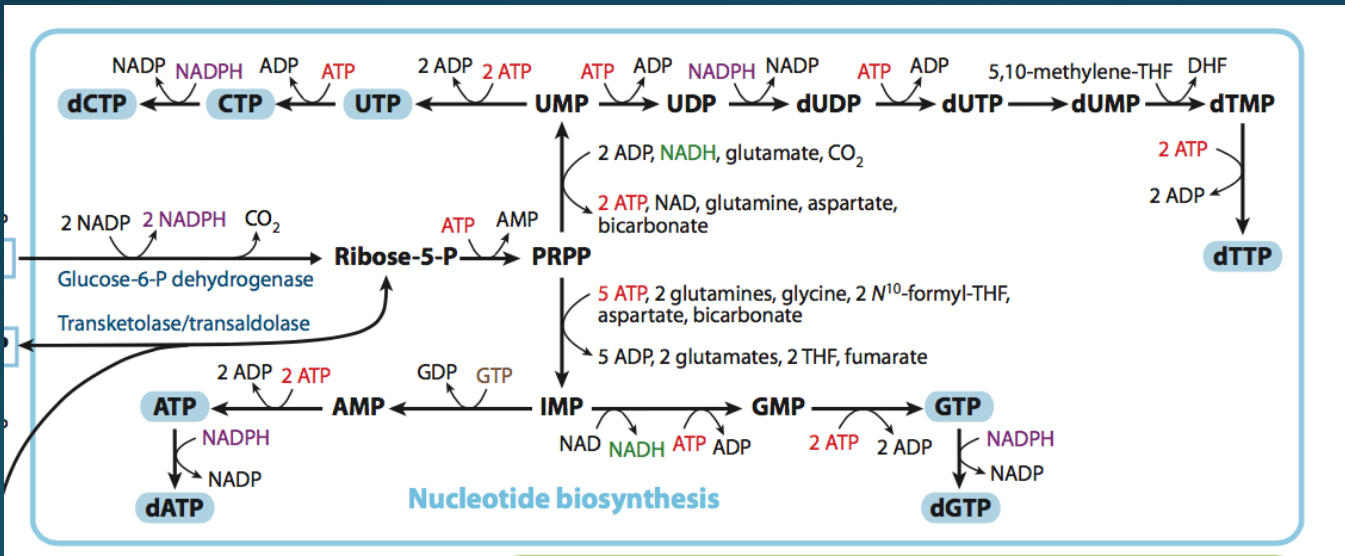 NADP NADPH ADP ATP 2 ADP 2 ATP ATP ADP NADPH NADP ATP ADP 5,10-methylene-THF DHF
dCTP CTP UTP UMP UDP dUDP dUTP dUMP dTMP
2 ADP, NADH, glutamate, CO₂
2 ATP
2 ADP
2 ATP, NAD, glutamine, aspartate,
bicarbonate
2 NADP 2 NADPH CO₂ ATP AMP
Ribose-5-P PRPP dTTP
Glucose-6-P dehydrogenase
5 ATP, 2 glutamines, glycine, 2 N¹⁰-formyl-THF,
aspartate, bicarbonate
Transketolase/transaldolase
5 ADP, 2 glutamates, 2 THF, fumarate
2 ADP 2 ATP GDP GTP
ATP AMP IMP GMP GTP
NADPH NAD NADH ATP ADP 2 ATP 2 ADP NADPH
NADP NADP
dATP Nucleotide biosynthesis dGTP